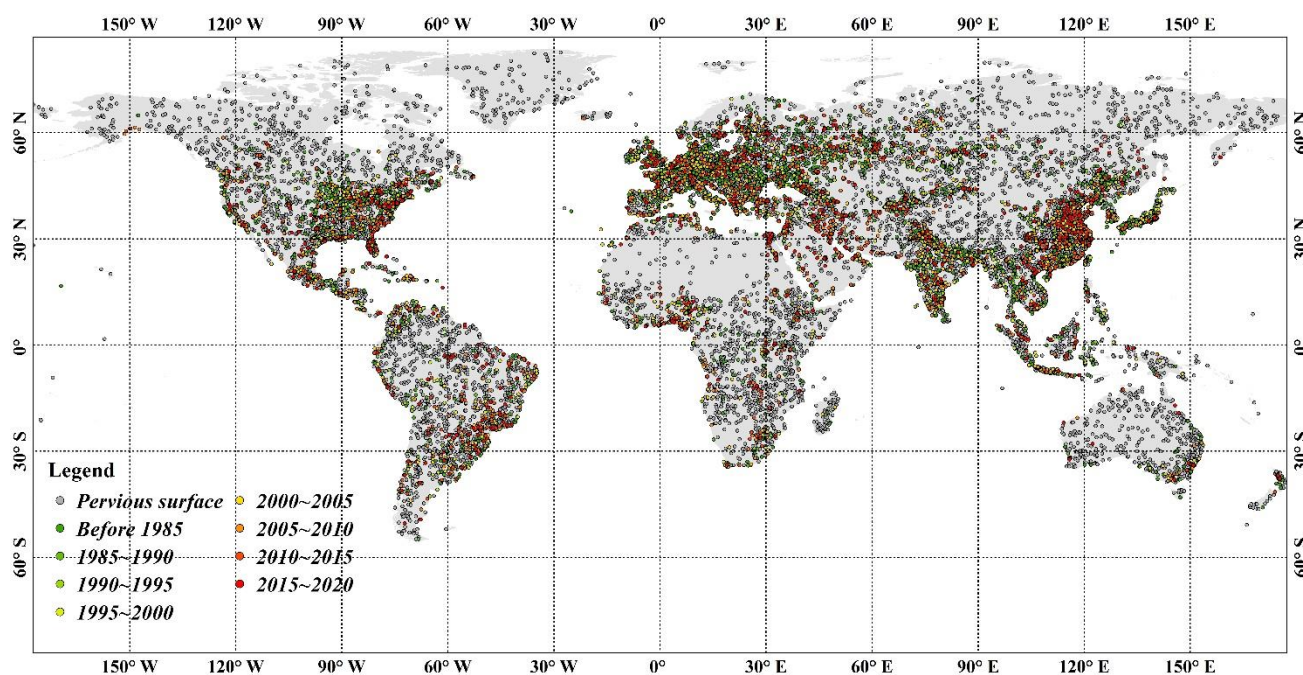 150° W 120° W 90° W 60° W 30° W 0° 30° E 60° E 90° E 120° E 150° E
60° N 60° N
30° N 30° N
0° 0°
30° S 30° S
Legend
Pervious surface 2000~2005
Before 1985 2005~2010
1985~1990 2010~2015
1990~1995 2015~2020
1995~2000
60° S 60° S
150° W 120° W 90° W 60° W 30° W 0° 30° E 60° E 90° E 120° E 150° E